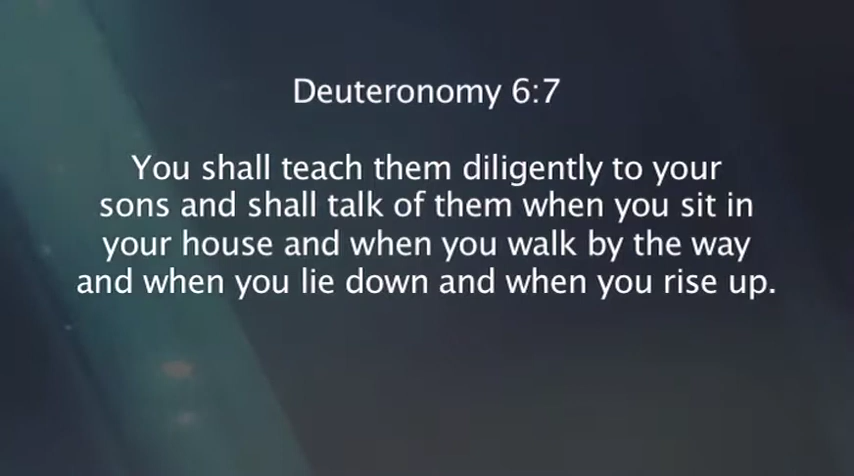 Deuteronomy 6:7
You shall teach them diligently to your
sons and shall talk of them when you sit in
your house and when you walk by the way
and when you lie down and when you rise up.